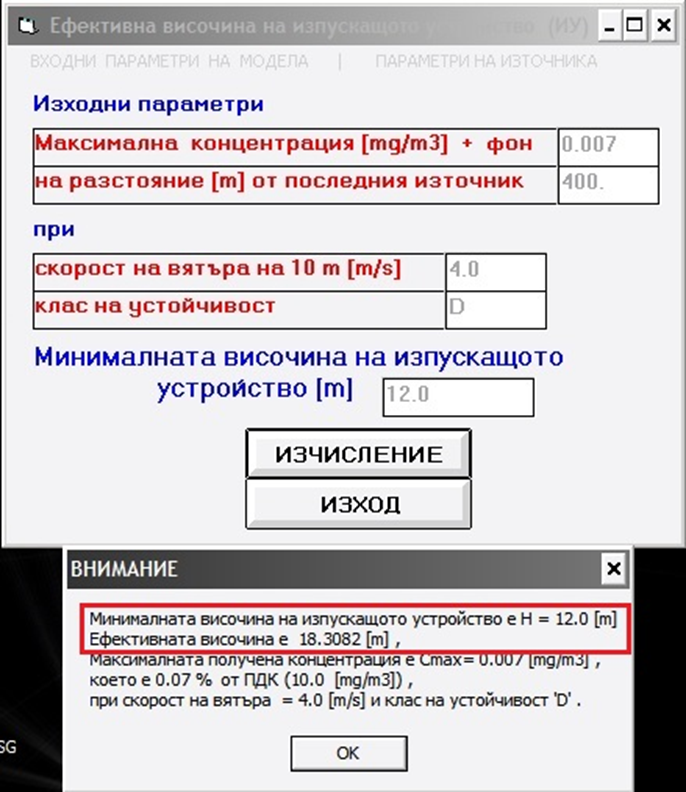 Ефективна височина на изпускащото устройство (ИУ)
ВХОДНИ ПАРАМЕТРИ НА МОДЕЛА | ПАРАМЕТРИ НА ИЗТОЧНИКА
Изходни параметри
Максимална концентрация [mg/m3] + фон 0.007
на разстояние [m] от последния източник 400.
при
скорост на вятъра на 10 m [m/s] 4.0
клас на устойчивост D
Минималната височина на изпускащото
устройство [m] 12.0
ИЗЧИСЛЕНИЕ
ИЗХОД
ВНИМАНИЕ
Минималната височина на изпускащото устройство е H = 12.0 [m]
Ефективната височина е 18.3082 [m] ,
Максималната получена концентрация е Cmax= 0.007 [mg/m3] ,
което е 0.07 % от ПДК (10.0 [mg/m3]) ,
при скорост на вятъра = 4.0 [m/s] и клас на устойчивост 'D' .
SG
OK